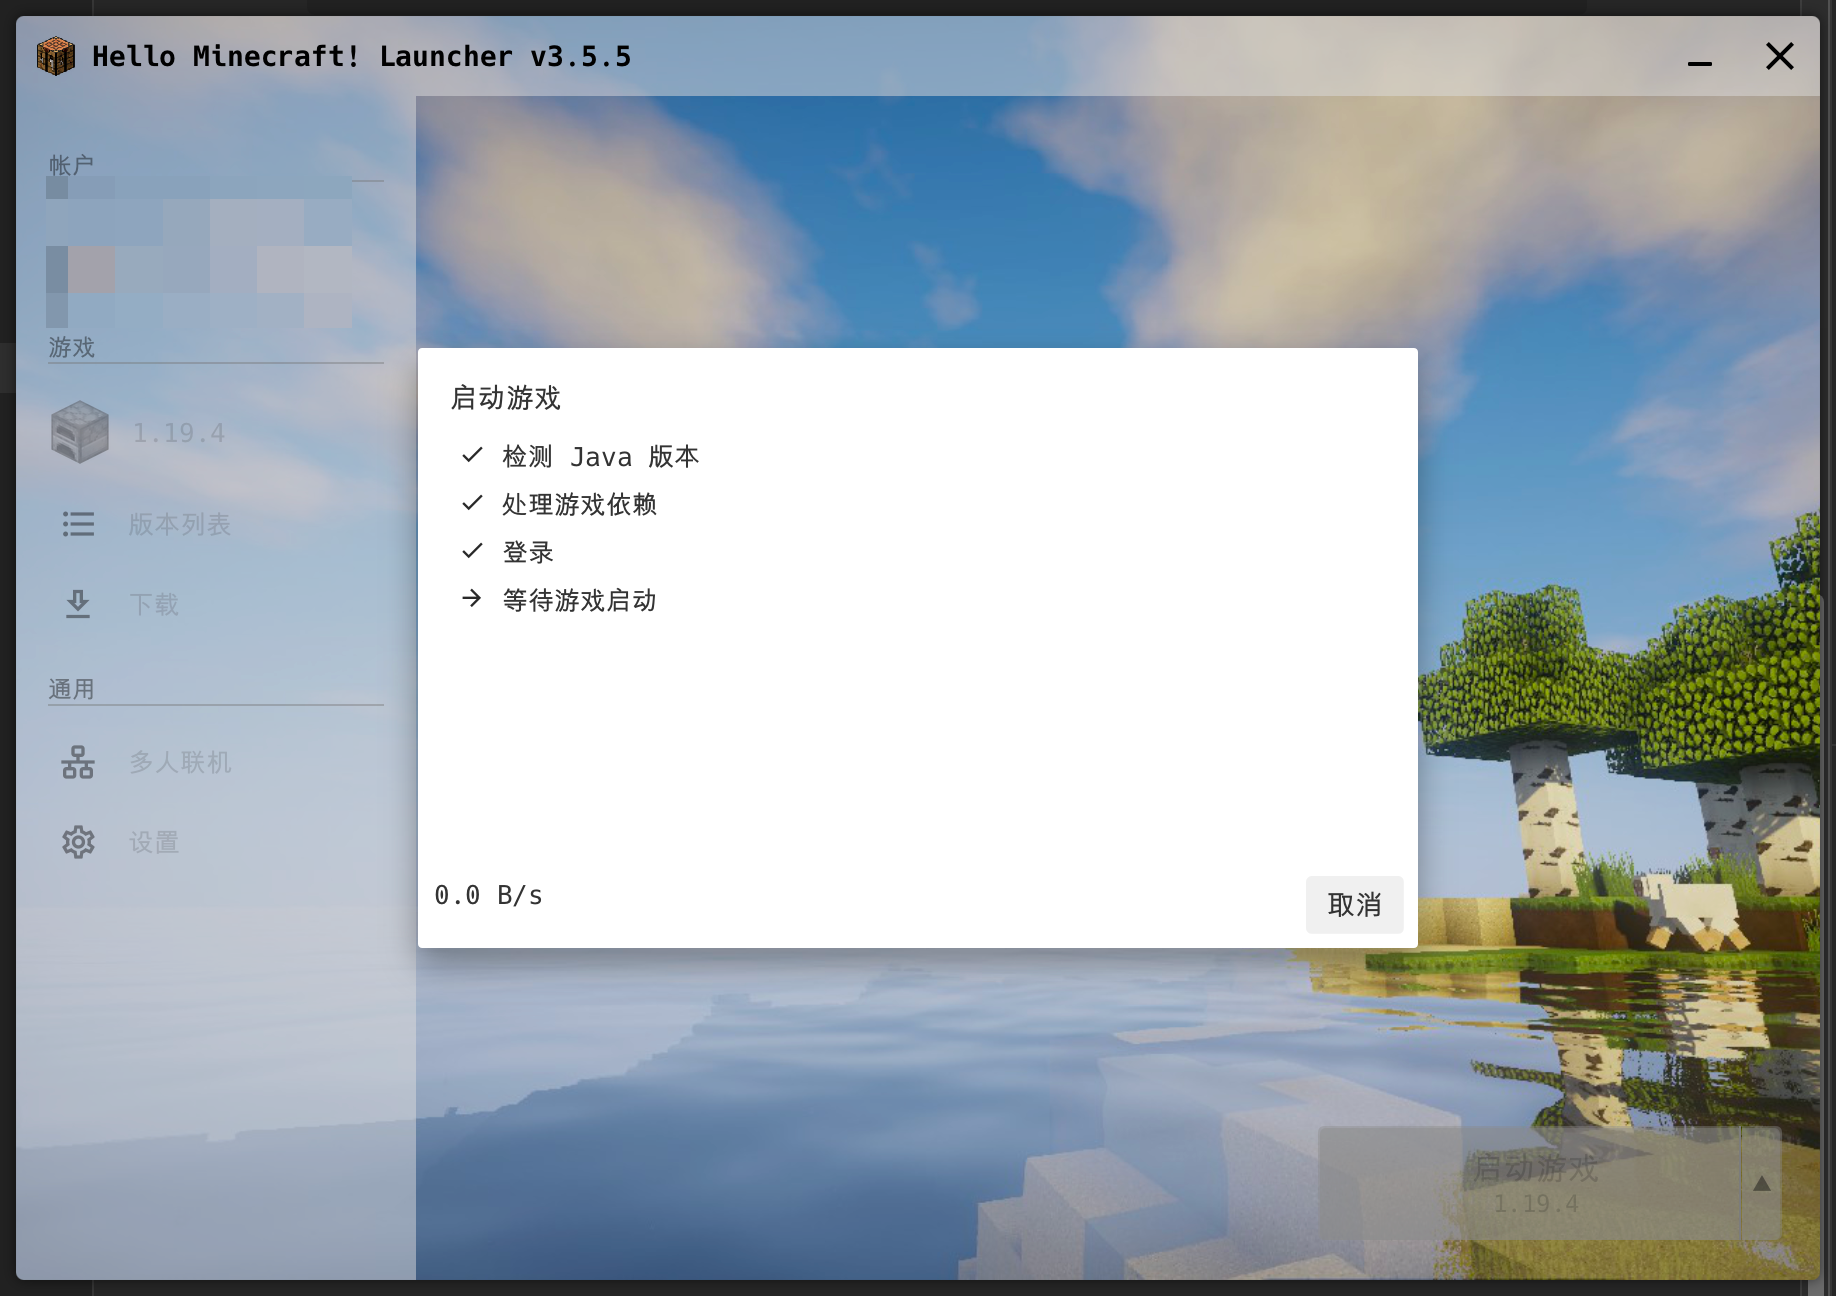 Hello Minecraft! Launcher v3.5.5
帐户
游戏
1.19.4
版本列表
下载
通用
多人联机
设置
启动游戏
检测 Java 版本
处理游戏依赖
登录
等待游戏启动
0.0 B/s
取消
启动游戏
1.19.4